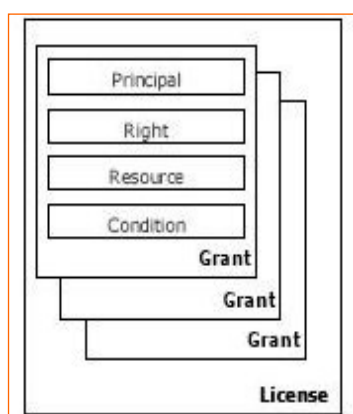 Principal
Right
Resource
Condition
Grant
Grant
Grant
License